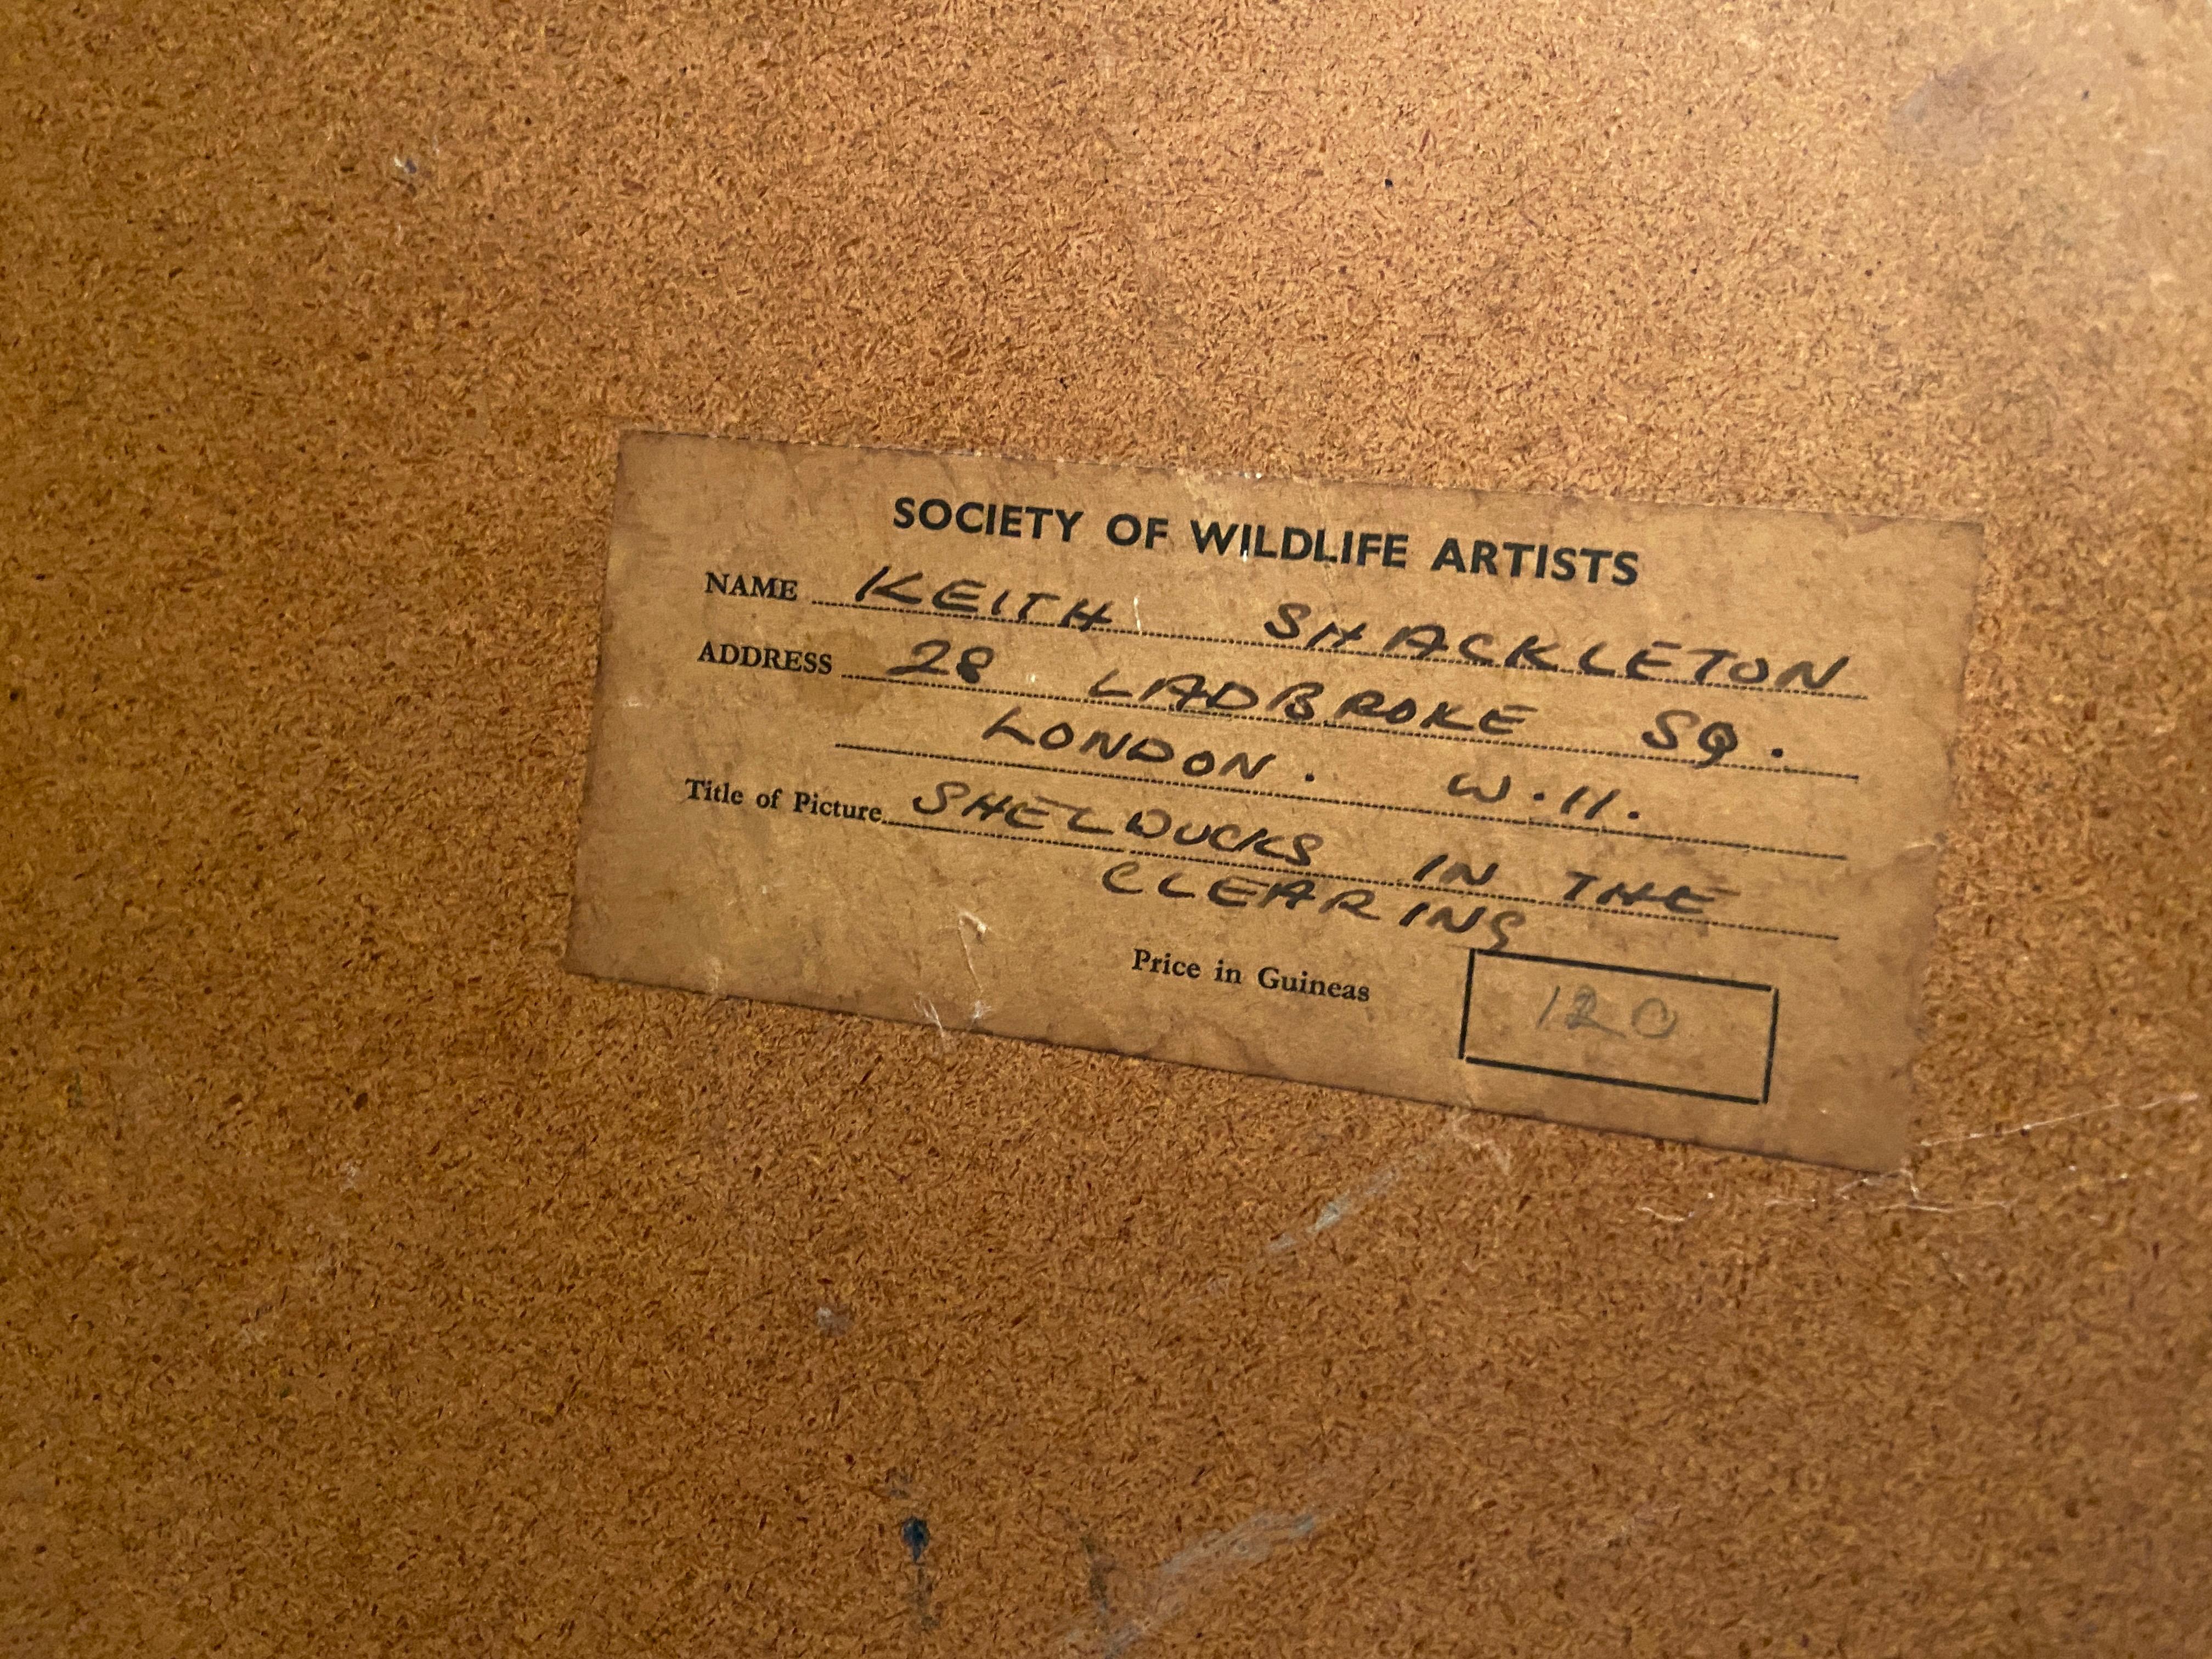 SOCIETY OF WILDLIFE ARTISTS
NAME KEITH SHACKLETON
ADDRESS 28 LADBROKE SQ.
LONDON. W.11.
Title of Picture SHELDUCKS IN THE
CLEARING
Price in Guineas 120